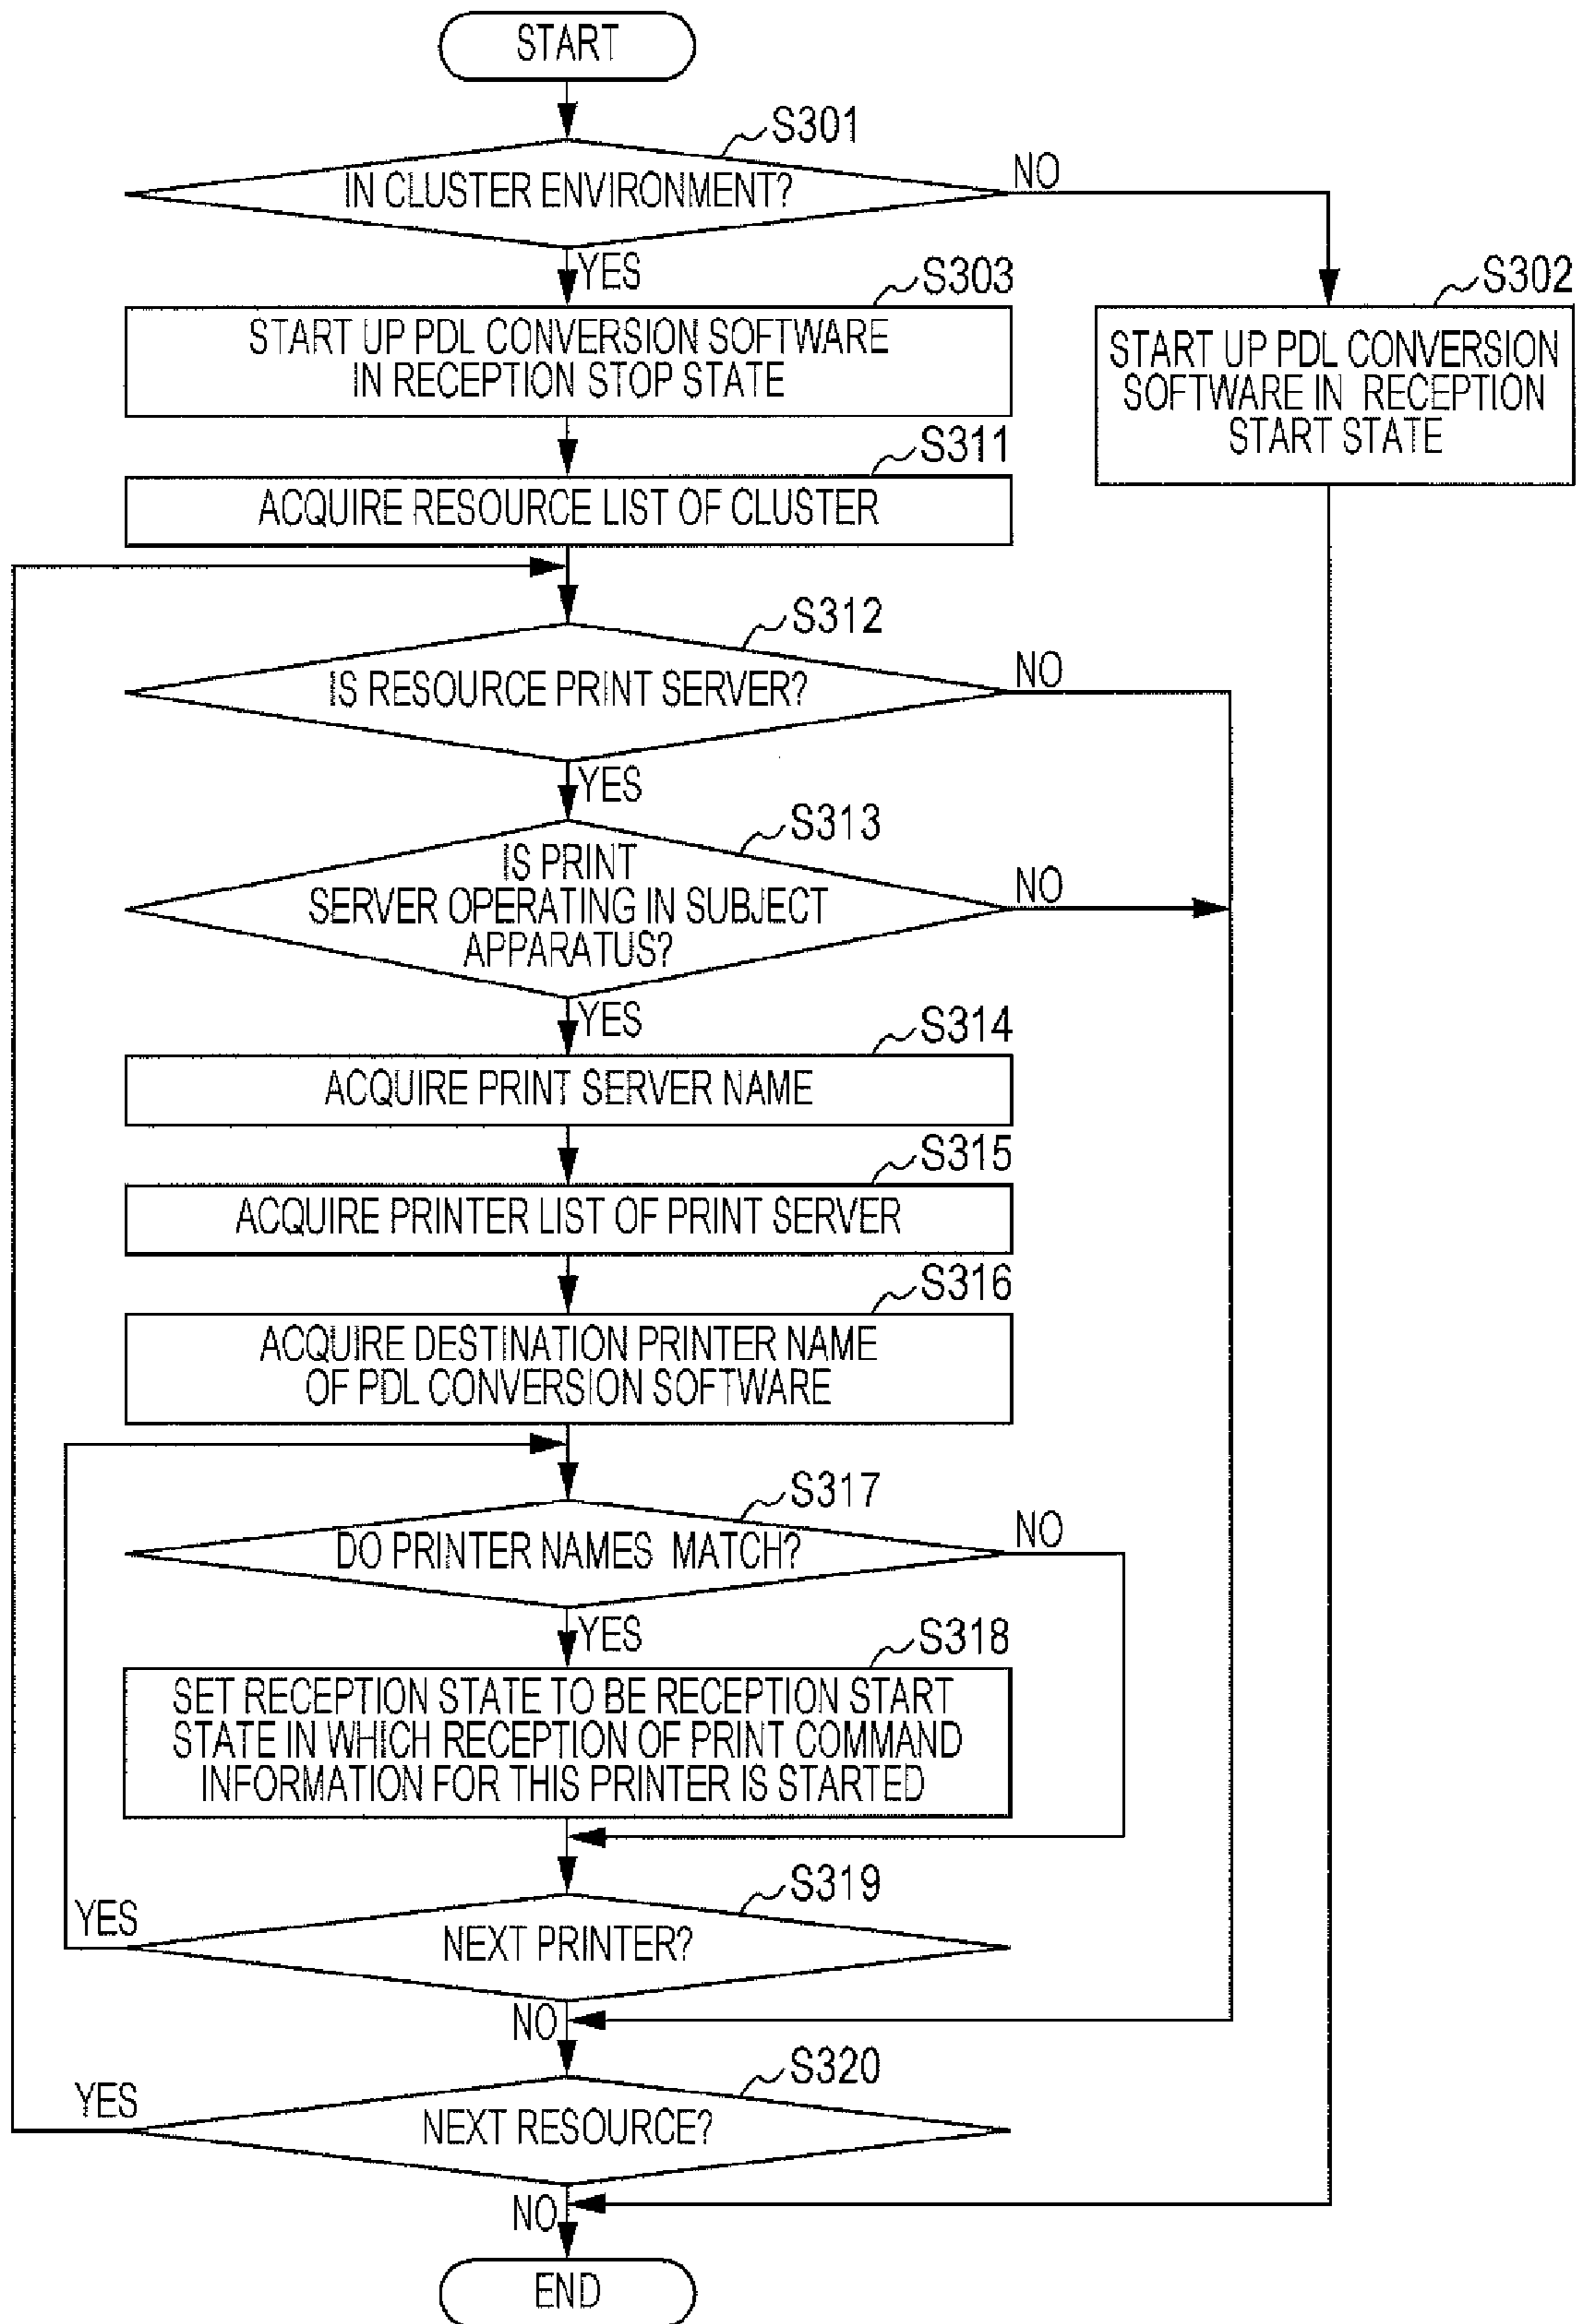 START
S301
IN CLUSTER ENVIRONMENT?
NO
YES
S303
START UP PDL CONVERSION SOFTWARE
IN RECEPTION STOP STATE
S302
START UP PDL CONVERSION
SOFTWARE IN RECEPTION
START STATE
S311
ACQUIRE RESOURCE LIST OF CLUSTER
S312
IS RESOURCE PRINT SERVER?
NO
YES
S313
IS PRINT
SERVER OPERATING IN SUBJECT
APPARATUS?
NO
YES
S314
ACQUIRE PRINT SERVER NAME
S315
ACQUIRE PRINTER LIST OF PRINT SERVER
S316
ACQUIRE DESTINATION PRINTER NAME
OF PDL CONVERSION SOFTWARE
S317
DO PRINTER NAMES MATCH?
NO
YES
S318
SET RECEPTION STATE TO BE RECEPTION START
STATE IN WHICH RECEPTION OF PRINT COMMAND
INFORMATION FOR THIS PRINTER IS STARTED
S319
YES
NEXT PRINTER?
NO
S320
YES
NEXT RESOURCE?
NO
END